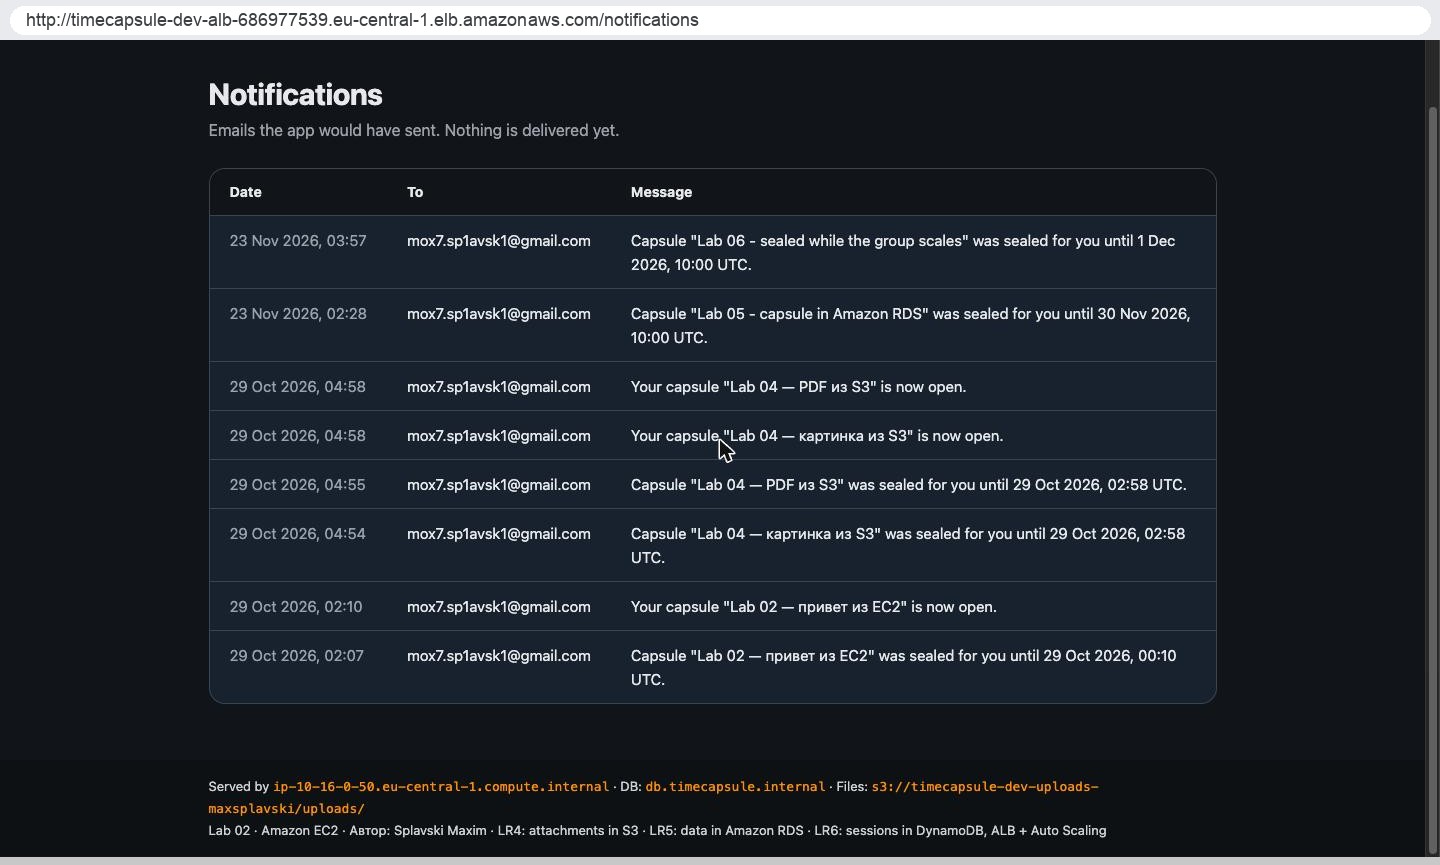 http://timecapsule-dev-alb-686977539.eu-central-1.elb.amazonaws.com/notifications
Notifications
Emails the app would have sent. Nothing is delivered yet.
Date To Message
23 Nov 2026, 03:57 mox7.sp1avsk1@gmail.com Capsule "Lab 06 - sealed while the group scales" was sealed for you until 1 Dec
2026, 10:00 UTC.
23 Nov 2026, 02:28 mox7.sp1avsk1@gmail.com Capsule "Lab 05 - capsule in Amazon RDS" was sealed for you until 30 Nov 2026,
10:00 UTC.
29 Oct 2026, 04:58 mox7.sp1avsk1@gmail.com Your capsule "Lab 04 — PDF из S3" is now open.
29 Oct 2026, 04:58 mox7.sp1avsk1@gmail.com Your capsule "Lab 04 — картинка из S3" is now open.
29 Oct 2026, 04:55 mox7.sp1avsk1@gmail.com Capsule "Lab 04 — PDF из S3" was sealed for you until 29 Oct 2026, 02:58 UTC.
29 Oct 2026, 04:54 mox7.sp1avsk1@gmail.com Capsule "Lab 04 — картинка из S3" was sealed for you until 29 Oct 2026, 02:58
UTC.
29 Oct 2026, 02:10 mox7.sp1avsk1@gmail.com Your capsule "Lab 02 — привет из EC2" is now open.
29 Oct 2026, 02:07 mox7.sp1avsk1@gmail.com Capsule "Lab 02 — привет из EC2" was sealed for you until 29 Oct 2026, 00:10
UTC.
Served by ip-10-16-0-50.eu-central-1.compute.internal · DB: db.timecapsule.internal · Files: s3://timecapsule-dev-uploads-
maxsplavski/uploads/
Lab 02 · Amazon EC2 · Автор: Splavski Maxim · LR4: attachments in S3 · LR5: data in Amazon RDS · LR6: sessions in DynamoDB, ALB + Auto Scaling